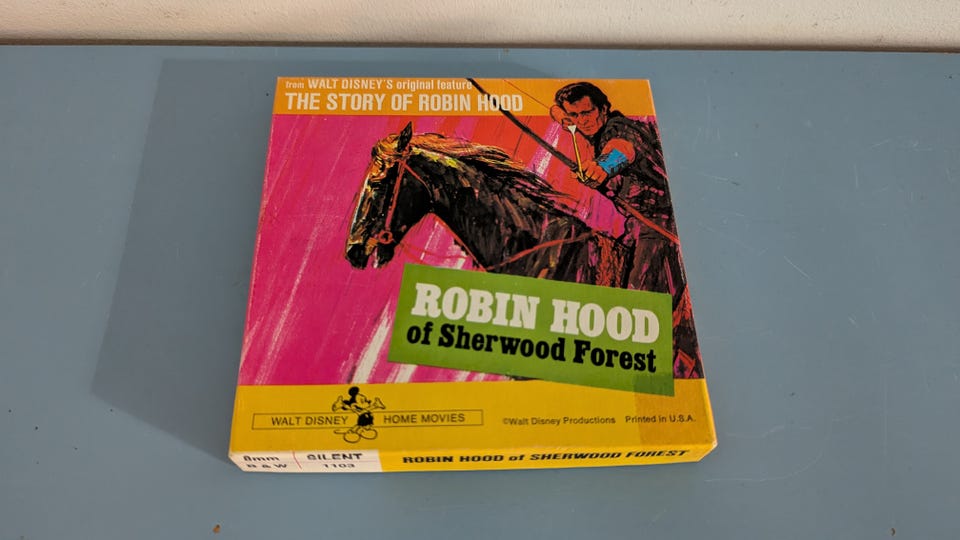 from WALT DISNEY'S original feature
THE STORY OF ROBIN HOOD
ROBIN HOOD
of Sherwood Forest
WALT DISNEY HOME MOVIES
©Walt Disney Productions Printed in U.S.A.
8mm SILENT ROBIN HOOD of SHERWOOD FOREST
B & W 1103